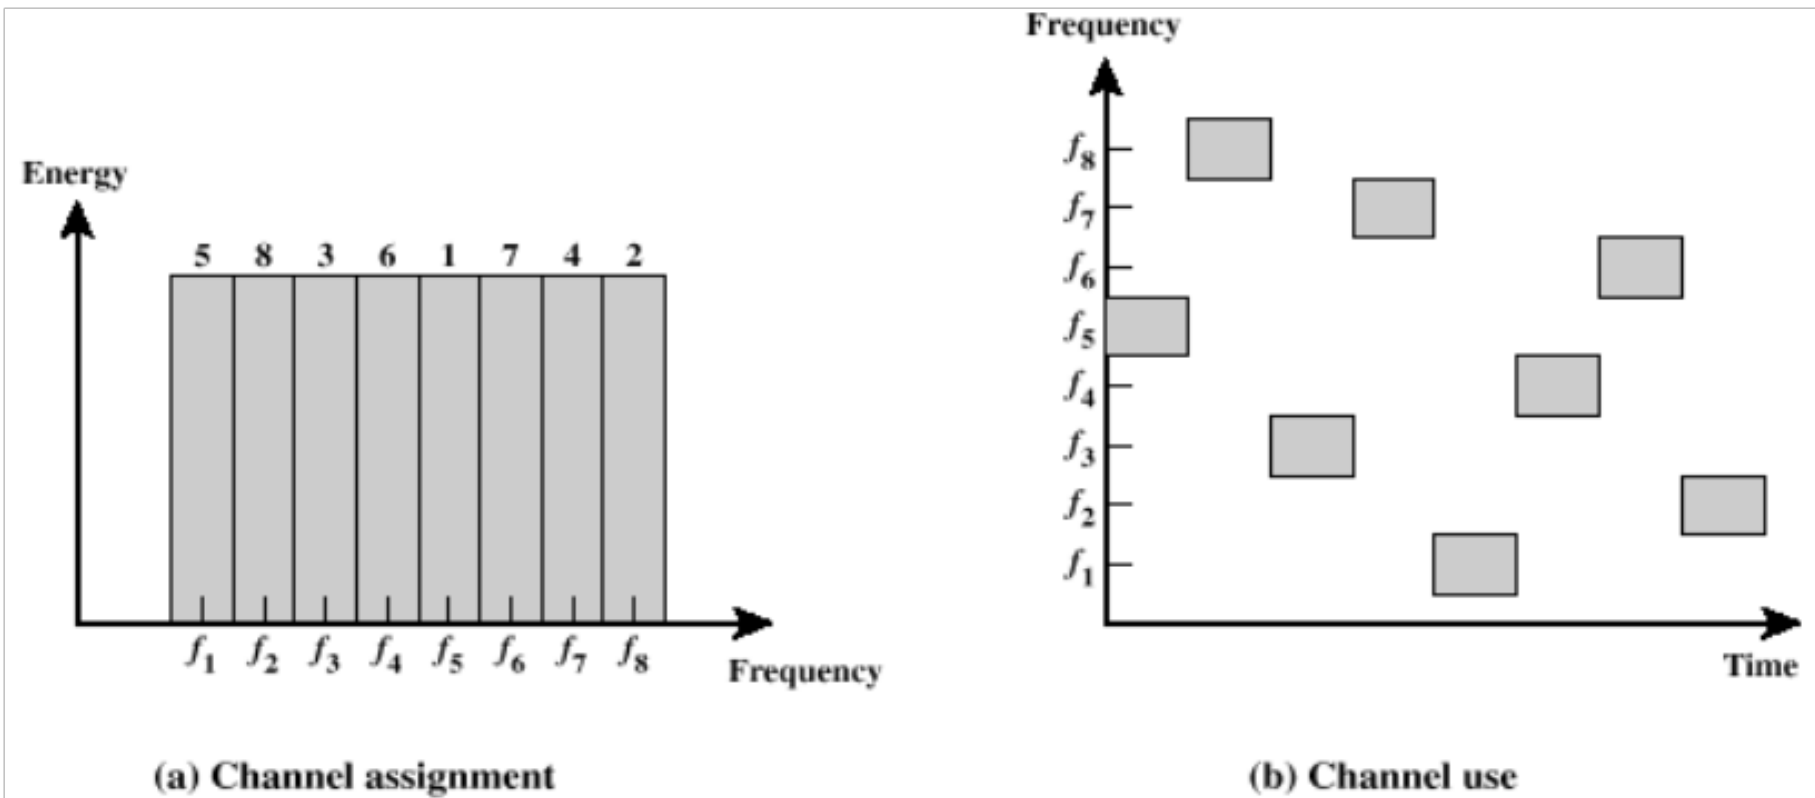 Energy
5 8 3 6 1 7 4 2
f1 f2 f3 f4 f5 f6 f7 f8
Frequency
(a) Channel assignment
Frequency
f8
f7
f6
f5
f4
f3
f2
f1
Time
(b) Channel use